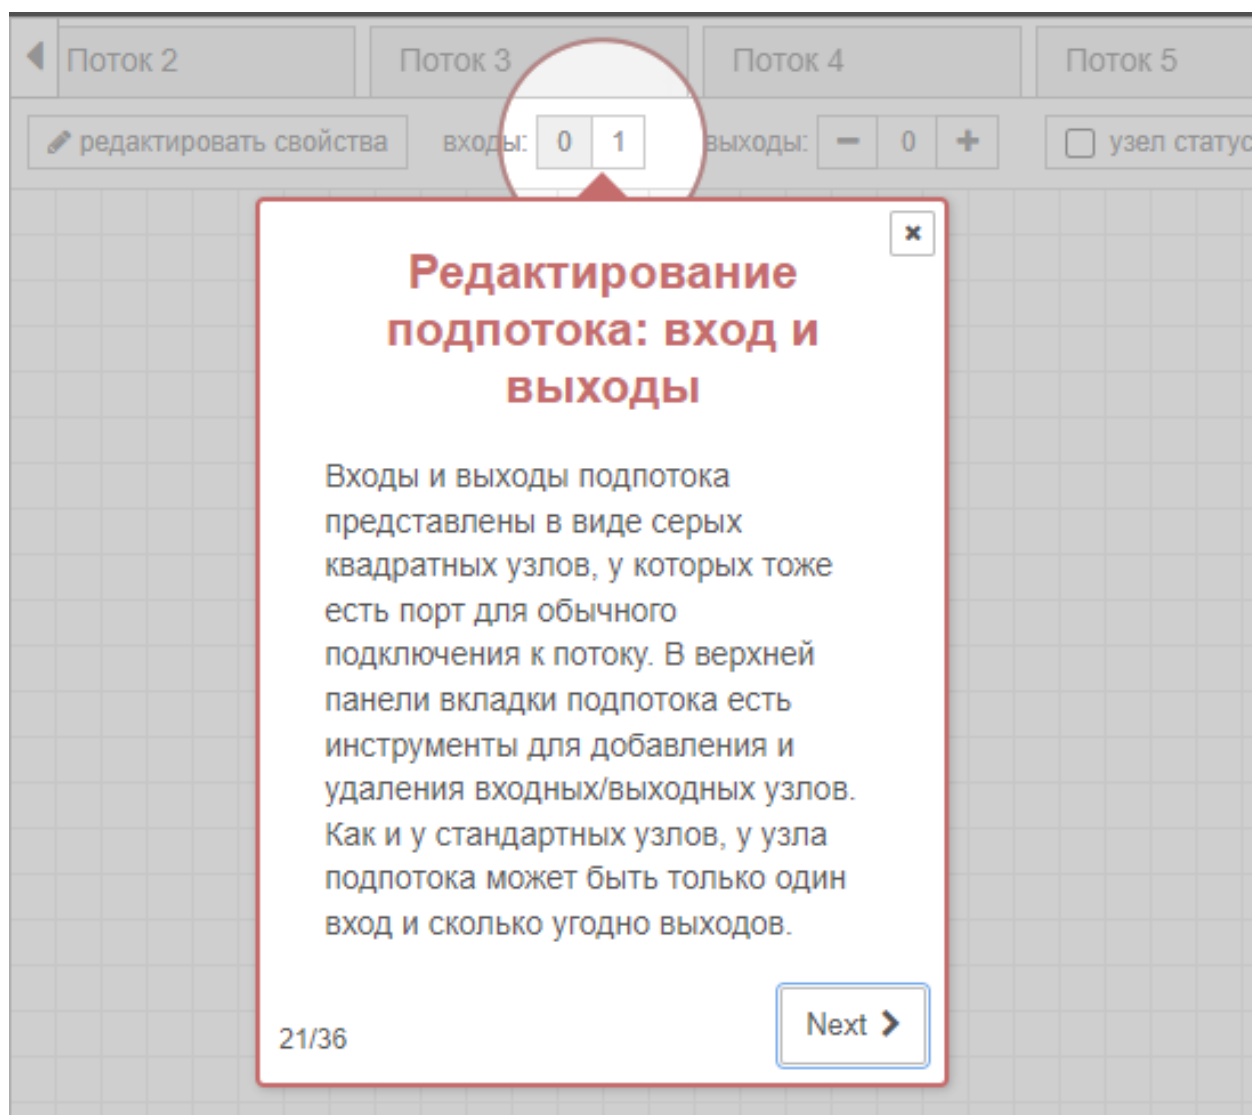 Поток 2
Поток 3
Поток 4
Поток 5
редактировать свойства
входы: 0 1
выходы: 0
узел статус
Редактирование
подпотока: вход и
выходы
Входы и выходы подпотока
представлены в виде серых
квадратных узлов, у которых тоже
есть порт для обычного
подключения к потоку. В верхней
панели вкладки подпотока есть
инструменты для добавления и
удаления входных/выходных узлов.
Как и у стандартных узлов, у узла
подпотока может быть только один
вход и сколько угодно выходов.
21/36
Next